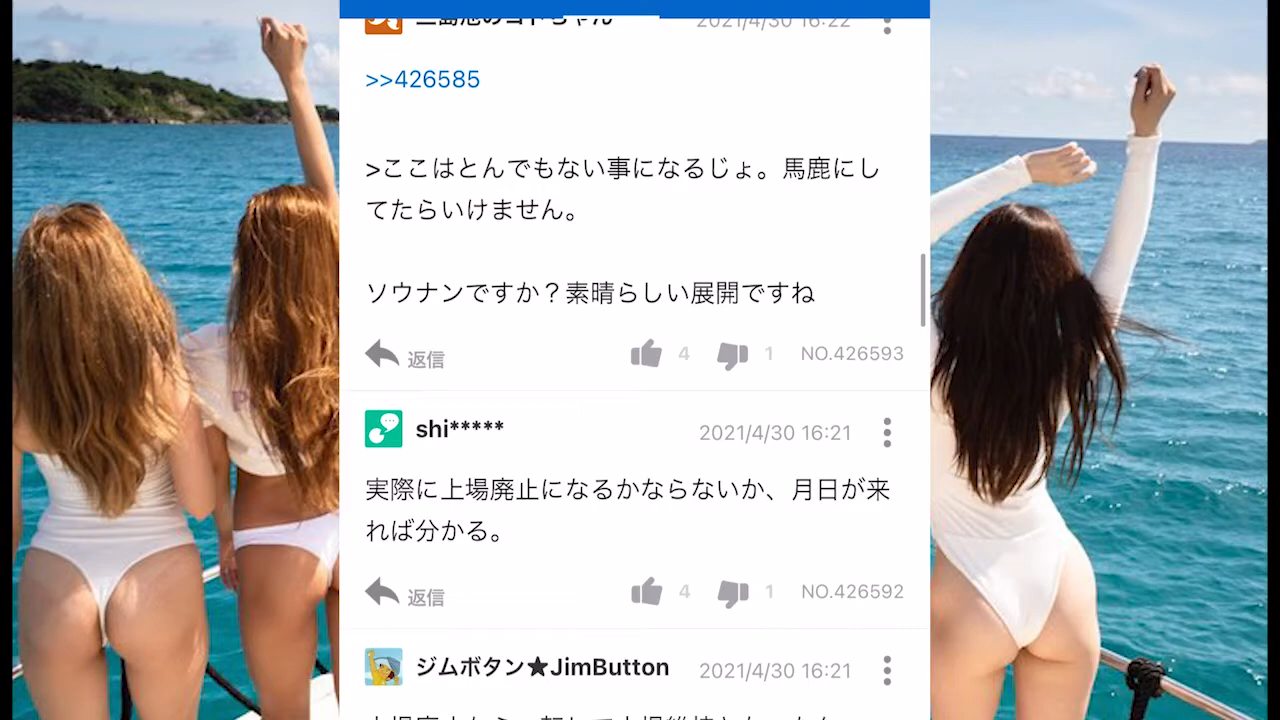 2021/4/30 16:22
>>426585
>ここはとんでもない事になるじょ。馬鹿にし
てたらいけません。
ソウナンですか？素晴らしい展開ですね
返信 4 1 NO.426593
shi***** 2021/4/30 16:21
実際に上場廃止になるかならないか、月日が来
れば分かる。
返信 4 1 NO.426592
ジムボタン★JimButton 2021/4/30 16:21